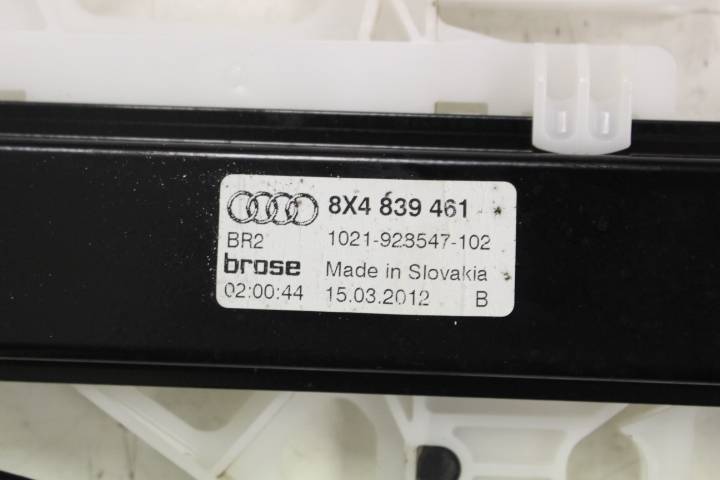 8X4 839 461 *
BR2 1021-923547-102
brose Made in Slovakia
02:00:44 15.03.2012 B